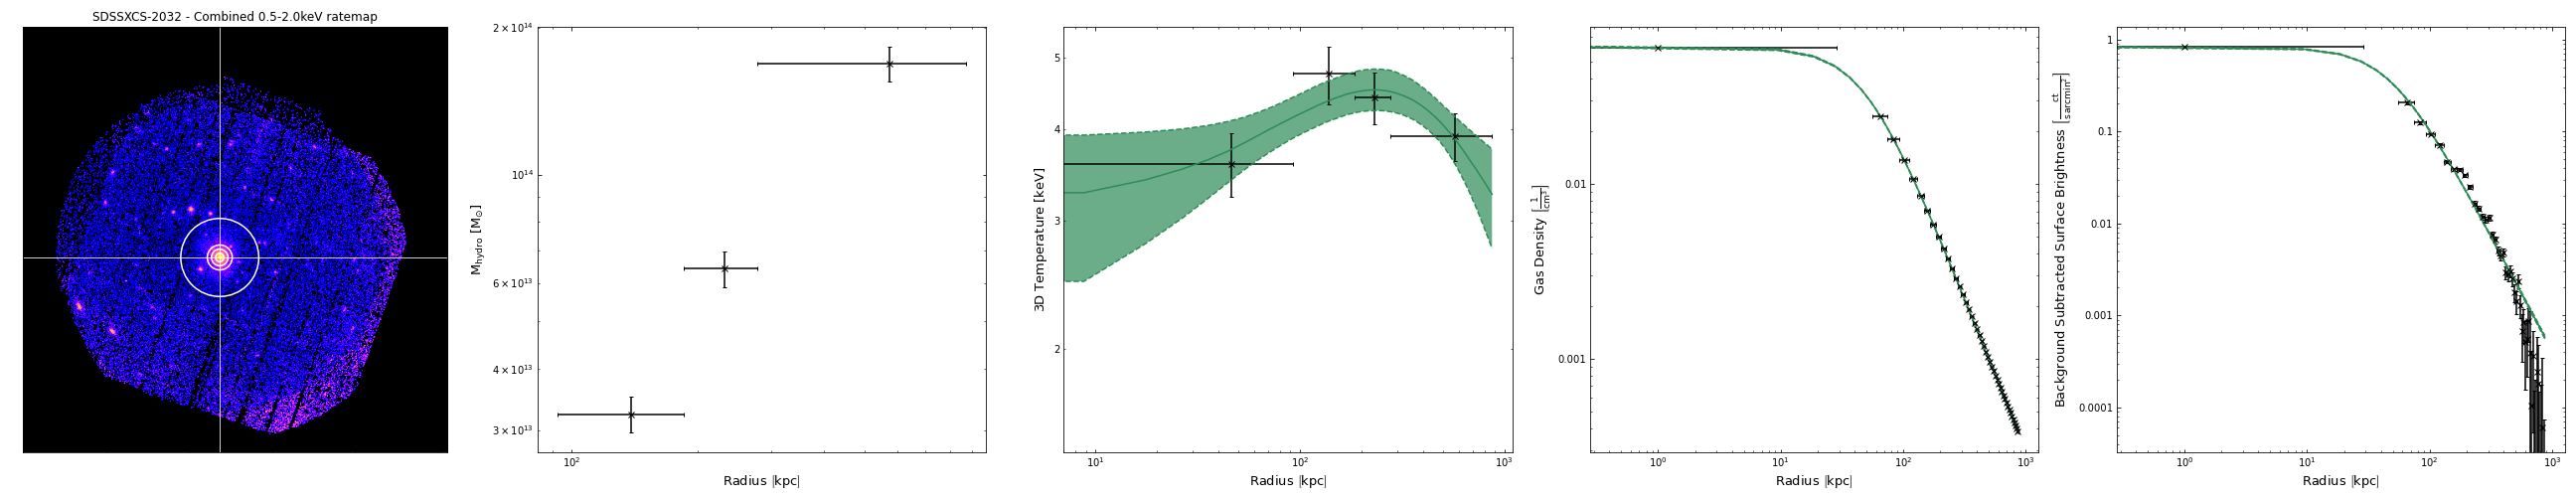 SDSSXCS-2032 - Combined 0.5-2.0keV ratemap
M_hydro [M_⊙]
2 × 10^14
10^14
6 × 10^13
4 × 10^13
3 × 10^13
10^2
Radius [kpc]
3D Temperature [keV]
5
4
3
2
10^1 10^2 10^3
Radius [kpc]
Gas Density [1/cm^3]
0.01
0.001
10^0 10^1 10^2 10^3
Radius [kpc]
Background Subtracted Surface Brightness [ct/s arcmin^2]
1
0.1
0.01
0.001
0.0001
10^0 10^1 10^2 10^3
Radius [kpc]